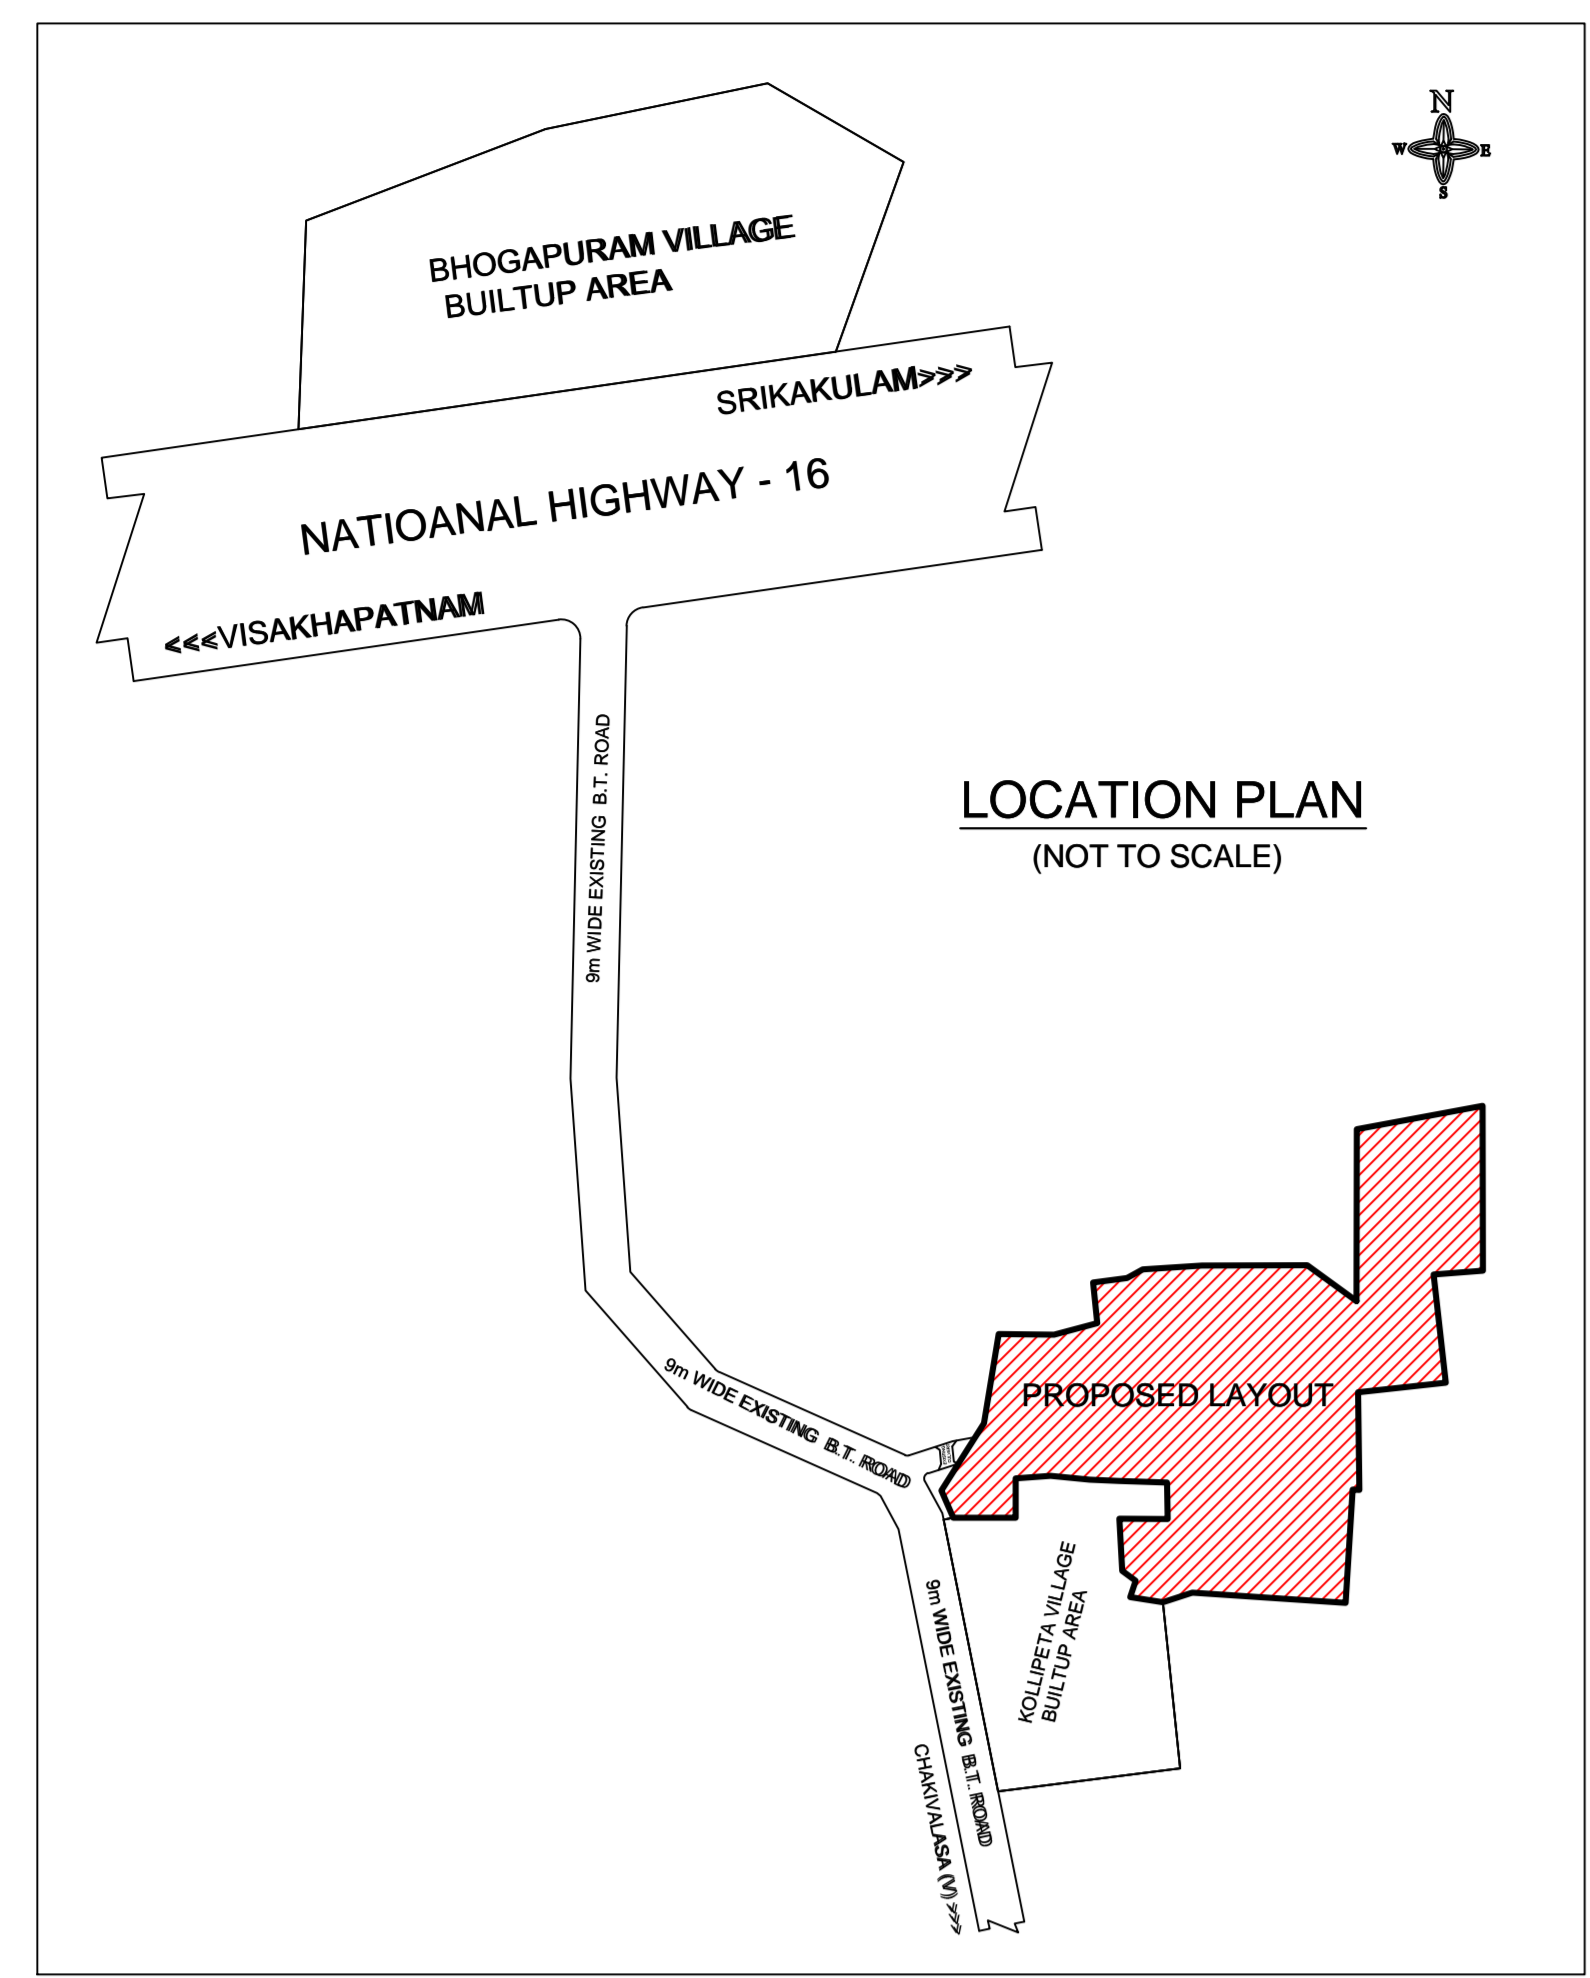 N
W E
S
BHOGAPURAM VILLAGE
BUILTUP AREA
SRIKAKULAM>>>
NATIOANAL HIGHWAY - 16
<<<VISAKHAPATNAM
9m WIDE EXISTING B.T. ROAD
LOCATION PLAN
(NOT TO SCALE)
9m WIDE EXISTING B.T. ROAD
PROPOSED LAYOUT
9m WIDE EXISTING B.T. ROAD
KOLLIPETA VILLAGE
BUILTUP AREA
CHAKIVALASA (V) >>>